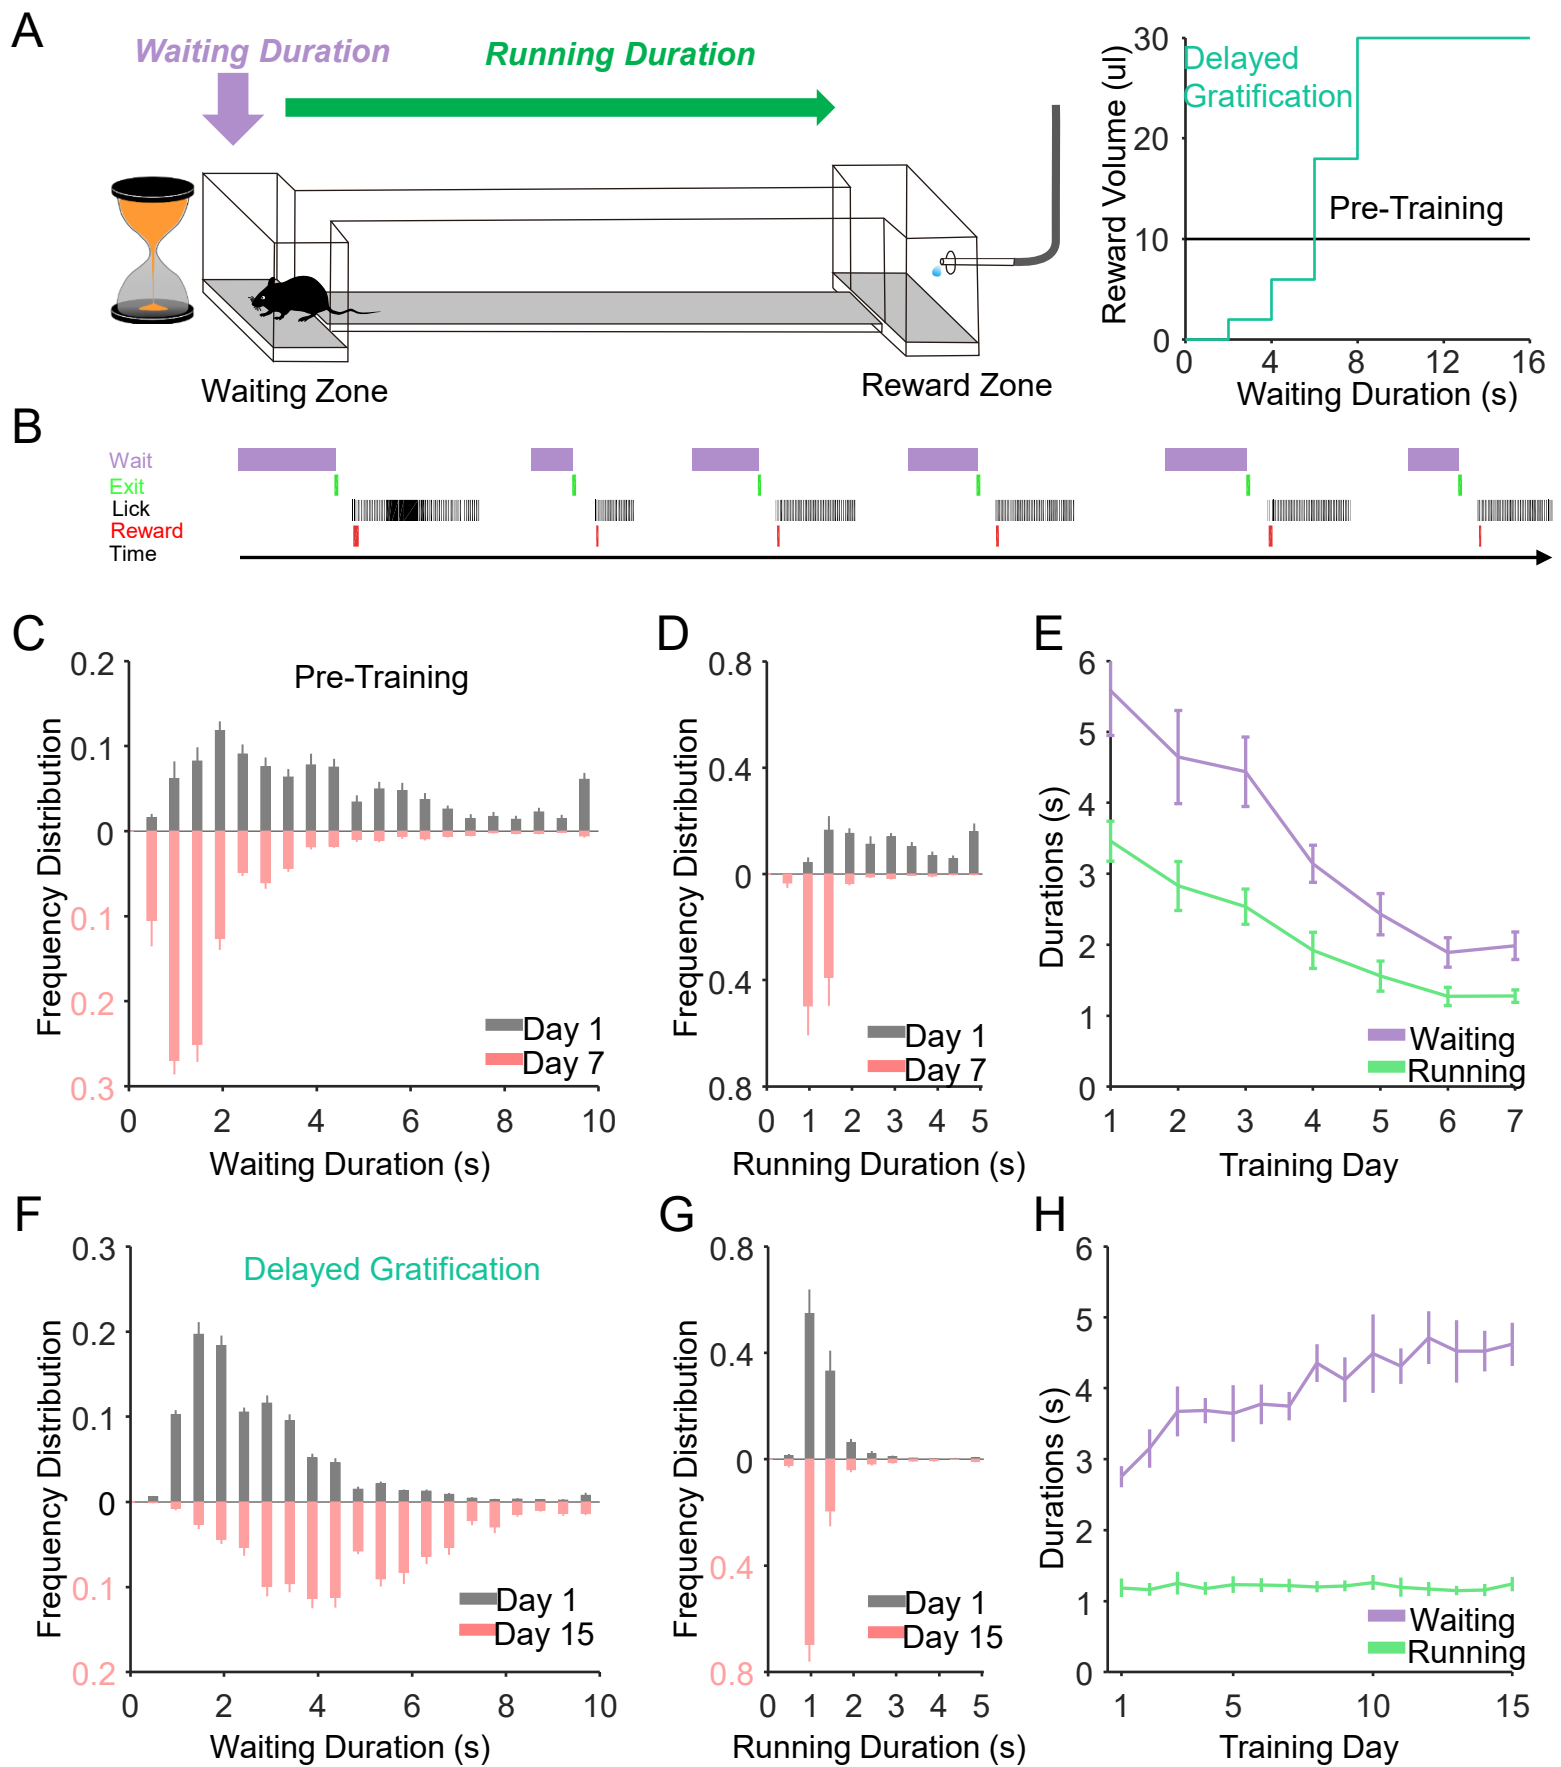 A
Waiting Duration
Running Duration
Waiting Zone
Reward Zone
Reward Volume (ul)
30
20
10
0
Delayed
Gratification
Pre-Training
0 4 8 12 16
Waiting Duration (s)
B
Wait
Exit
Lick
Reward
Time
C
Frequency Distribution
0.2
0.1
0
0.1
0.2
0.3
Pre-Training
Day 1
Day 7
0 2 4 6 8 10
Waiting Duration (s)
D
Frequency Distribution
0.8
0.4
0
0.4
0.8
Day 1
Day 7
0 1 2 3 4 5
Running Duration (s)
E
Durations (s)
6
5
4
3
2
1
0
Waiting
Running
1 2 3 4 5 6 7
Training Day
F
Frequency Distribution
0.3
0.2
0.1
0
0.1
0.2
Delayed Gratification
Day 1
Day 15
0 2 4 6 8 10
Waiting Duration (s)
G
Frequency Distribution
0.8
0.4
0
0.4
0.8
Day 1
Day 15
0 1 2 3 4 5
Running Duration (s)
H
Durations (s)
6
5
4
3
2
1
0
Waiting
Running
1 5 10 15
Training Day